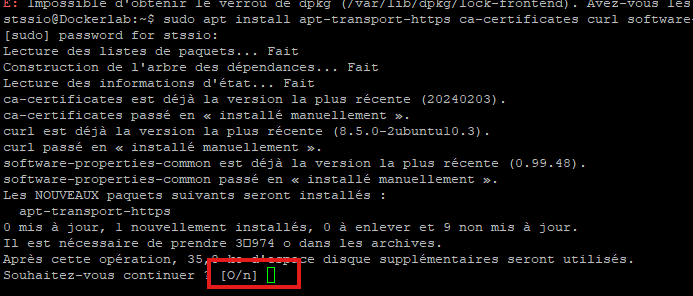 E: Impossible d'obtenir le verrou de dpkg (/var/lib/dpkg/lock-frontend). Avez-vous les
stssio@Dockerlab:~$ sudo apt install apt-transport-https ca-certificates curl software-
[sudo] password for stssio:
Lecture des listes de paquets... Fait
Construction de l'arbre des dépendances... Fait
Lecture des informations d'état... Fait
ca-certificates est déjà la version la plus récente (20240203).
ca-certificates passé en « installé manuellement ».
curl est déjà la version la plus récente (8.5.0-2ubuntu10.3).
curl passé en « installé manuellement ».
software-properties-common est déjà la version la plus récente (0.99.48).
software-properties-common passé en « installé manuellement ».
Les NOUVEAUX paquets suivants seront installés :
apt-transport-https
0 mis à jour, 1 nouvellement installés, 0 à enlever et 9 non mis à jour.
Il est nécessaire de prendre 3□974 o dans les archives.
Après cette opération, d'espace disque supplémentaires seront utilisés.
Souhaitez-vous continuer ? [O/n]